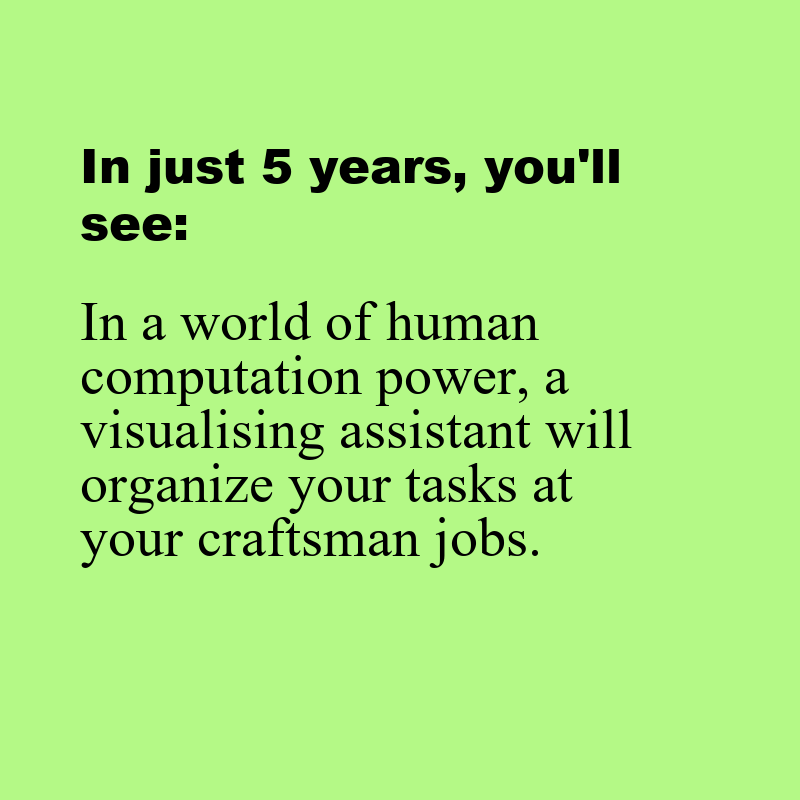 In just 5 years, you'll
see:
In a world of human
computation power, a
visualising assistant will
organize your tasks at
your craftsman jobs.